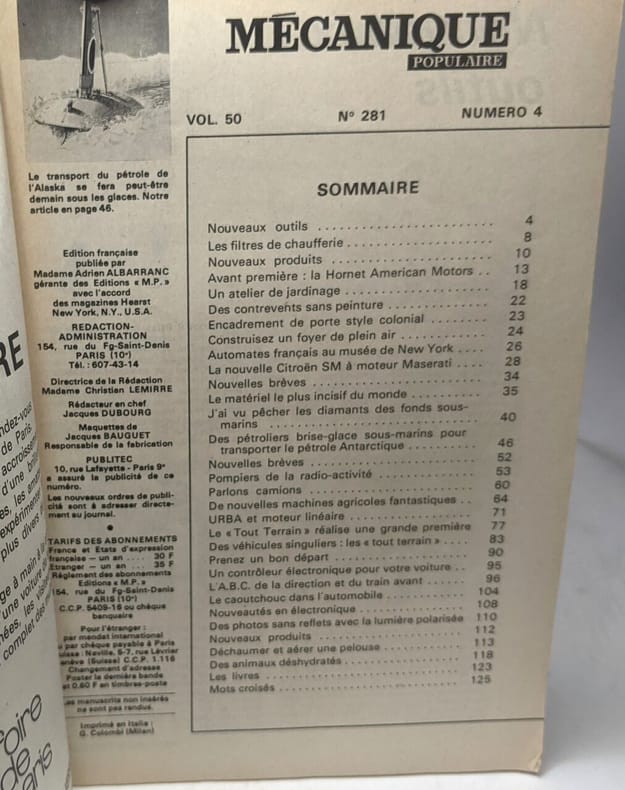 MÉCANIQUE
POPULAIRE
VOL. 50 N° 281 NUMERO 4
Le transport du pétrole de
l'Alaska se fera peut-être
demain sous les glaces. Notre
article en page 46.
Edition française
publiée par
Madame Adrien ALBARRANC
gérante des Editions « M.P. »
avec l'accord
des magazines Hearst
New York, N.Y., U.S.A.
REDACTION-
ADMINISTRATION
154, rue du Fg-Saint-Denis
PARIS (10e)
Tél. : 607-43-14
Directrice de la Rédaction
Madame Christian LEMIRRE
Rédacteur en chef
Jacques DUBOURG
Maquettes de
Jacques BAUGUET
Responsable de la fabrication
PUBLITEC
10, rue Lafayette - Paris 9e
a assuré la publicité de ce
numéro.
Les nouveaux ordres de publi-
cité sont à adresser directe-
ment au journal.
TARIFS DES ABONNEMENTS
France et Etats d'expression
française — un an .... 30 F
Etranger — un an .... 35 F
Règlement des abonnements
Editions « M.P. »
154, rue du Fg-Saint-Denis
PARIS (10e)
C.C.P. 5409-16 ou chèque
bancaire
Pour l'étranger :
par mandat international
ou par chèque payable à Paris
Suisse : Naville, 5-7, rue Lévrier
Genève (Suisse) C.C.P. 1.116
Changement d'adresse
Poster la dernière bande
et 0,60 F en timbres-poste
Les manuscrits non insérés
ne sont pas rendus.
Imprimé en Italie :
G. Colombi (Milan)
SOMMAIRE
Nouveaux outils 4
Les filtres de chaufferie 8
Nouveaux produits 10
Avant première : la Hornet American Motors 13
Un atelier de jardinage 18
Des contrevents sans peinture 22
Encadrement de porte style colonial 23
Construisez un foyer de plein air 24
Automates français au musée de New York 26
La nouvelle Citroën SM à moteur Maserati 28
Nouvelles brèves 34
Le matériel le plus incisif du monde 35
J'ai vu pêcher les diamants des fonds sous-
marins 40
Des pétroliers brise-glace sous-marins pour
transporter le pétrole Antarctique 46
Nouvelles brèves 52
Pompiers de la radio-activité 53
Parlons camions 60
De nouvelles machines agricoles fantastiques 64
URBA et moteur linéaire 71
Le « Tout Terrain » réalise une grande première 77
Des véhicules singuliers : les « tout terrain » 83
Prenez un bon départ 90
Un contrôleur électronique pour votre voiture 95
L'A.B.C. de la direction et du train avant 96
Le caoutchouc dans l'automobile 104
Nouveautés en électronique 108
Des photos sans reflets avec la lumière polarisée 110
Nouveaux produits 112
Déchaumer et aérer une pelouse 113
Des animaux déshydratés 118
Les livres 123
Mots croisés 125